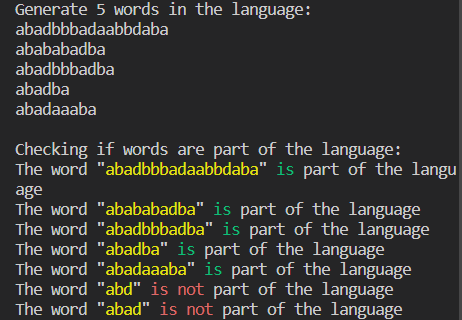 Generate 5 words in the language:
abadbbbadaabbdaba
abababadba
abadbbbadba
abadba
abadaaaba

Checking if words are part of the language:
The word "abadbbbadaabbdaba" is part of the langu
age
The word "abababadba" is part of the language
The word "abadbbbadba" is part of the language
The word "abadba" is part of the language
The word "abadaaaba" is part of the language
The word "abd" is not part of the language
The word "abad" is not part of the language